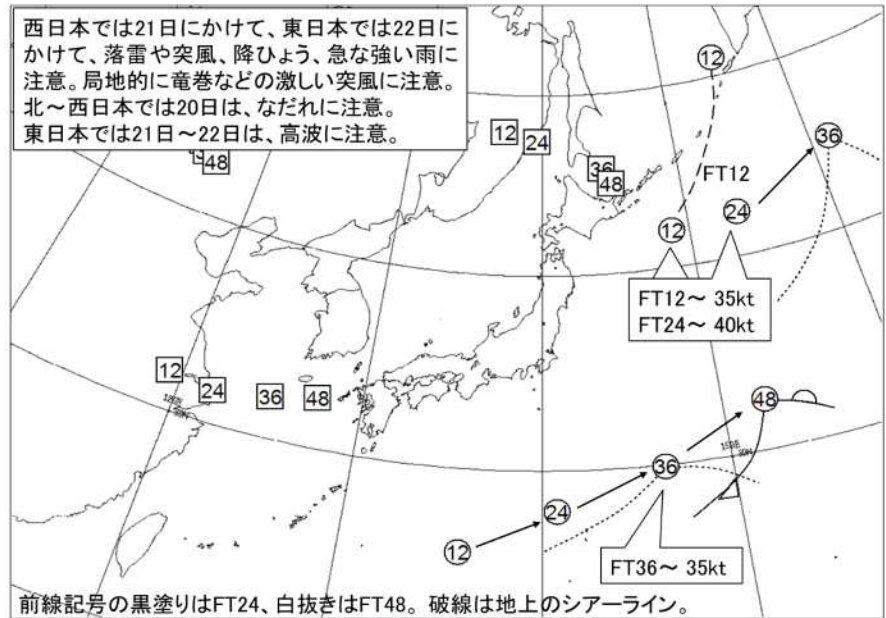 西日本では21日にかけて、東日本では22日に
かけて、落雷や突風、降ひょう、急な強い雨に
注意。局地的に竜巻などの激しい突風に注意。
北～西日本では20日は、なだれに注意。
東日本では21日～22日は、高波に注意。
12
36
12
24
48
36
48
FT12
24
12
FT12～ 35kt
FT24～ 40kt
12
24
36
48
48
150E
30N
36
24
12
FT36～ 35kt
前線記号の黒塗りはFT24、白抜きはFT48。 破線は地上のシアーライン。